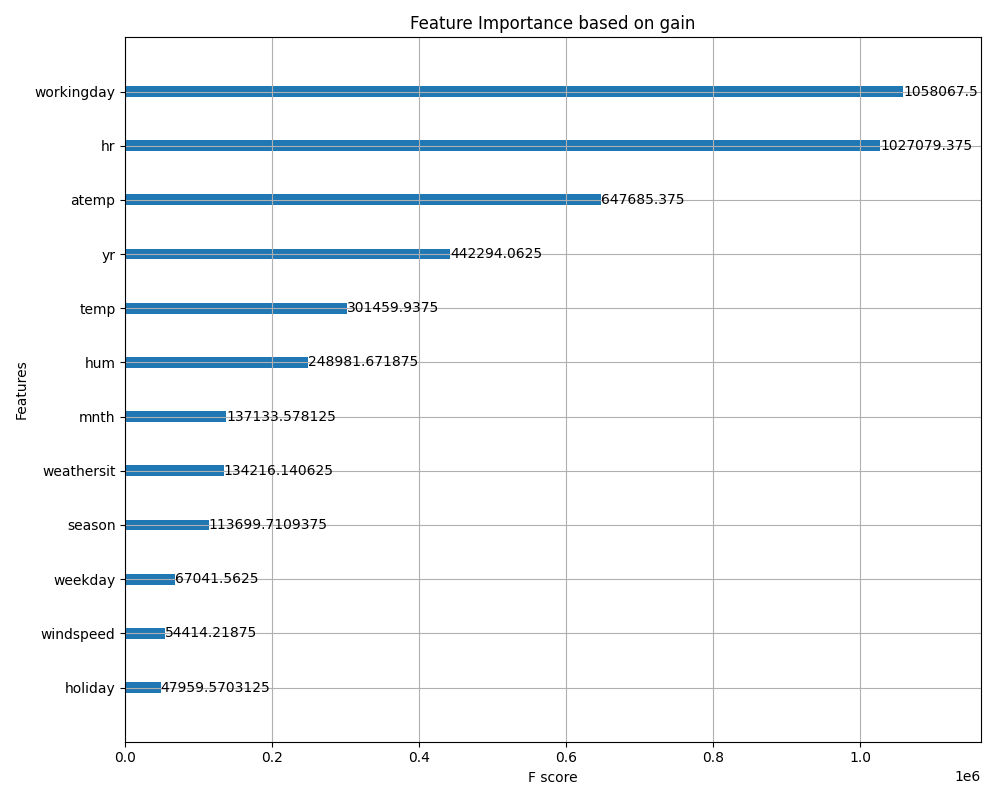 Feature Importance based on gain
Features
workingday 1058067.5
hr 1027079.375
atemp 647685.375
yr 442294.0625
temp 301459.9375
hum 248981.671875
mnth 137133.578125
weathersit 134216.140625
season 113699.7109375
weekday 67041.5625
windspeed 54414.21875
holiday 47959.5703125
0.0 0.2 0.4 0.6 0.8 1.0
1e6
F score